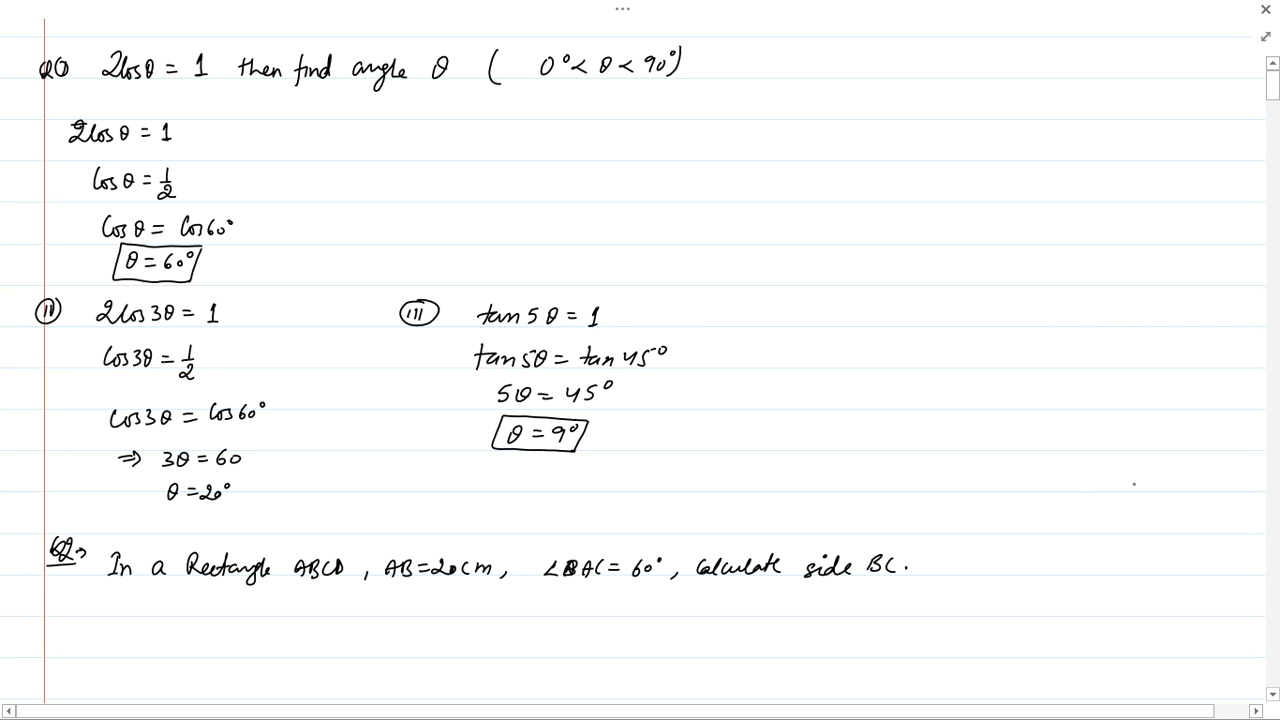 Q① 2Cosθ = 1 then find angle θ ( 0° < θ < 90°)
2Cosθ = 1
Cosθ = 1/2
Cosθ = Cos60°
θ = 60°
(ii) 2Cos3θ = 1
Cos3θ = 1/2
Cos3θ = Cos60°
⇒ 3θ = 60
θ = 20°
(iii) tan5θ = 1
tan5θ = tan45°
5θ = 45°
θ = 9°
Q2→ In a Rectangle ABCD, AB=20cm, ∠BAC = 60°, Calculate side BC.